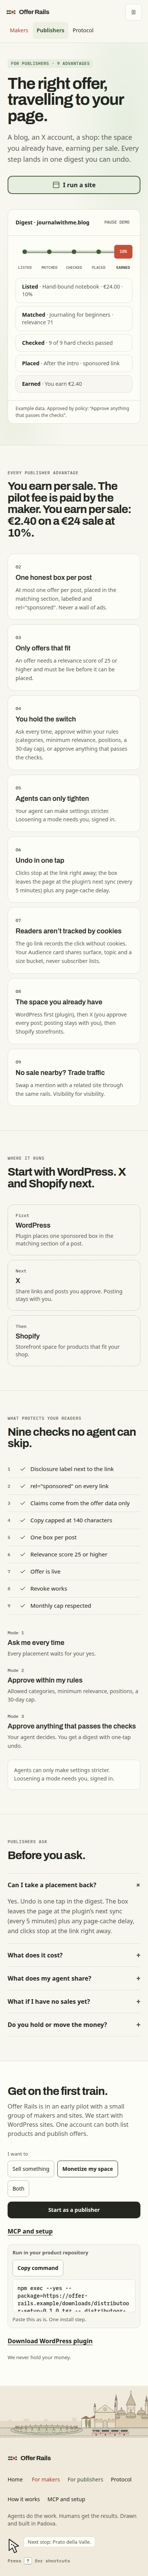 Offer Rails
Makers Publishers Protocol
FOR PUBLISHERS · 9 ADVANTAGES
The right offer,
travelling to your
page.
A blog, an X account, a shop: the space
you already have, earning per sale. Every
step lands in one digest you can undo.
I run a site
Digest · journalwithme.blog PAUSE DEMO
LISTED MATCHED CHECKED PLACED EARNED
Listed · Hand-bound notebook · €24.00 ·
10%
Matched · Journaling for beginners ·
relevance 71
Checked · 9 of 9 hard checks passed
Placed · After the intro · sponsored link
Earned · You earn €2.40
Example data. Approved by policy: "Approve anything
that passes the checks".
EVERY PUBLISHER ADVANTAGE
You earn per sale. The
pilot fee is paid by the
maker. You earn per sale:
€2.40 on a €24 sale at
10%.
02
One honest box per post
At most one offer per post, placed in the
matching section, labelled and
rel="sponsored". Never a wall of ads.
03
Only offers that fit
An offer needs a relevance score of 25 or
higher and must be live before it can be
placed.
04
You hold the switch
Ask every time, approve within your rules
(categories, minimum relevance, positions, a
30-day cap), or approve anything that passes
the checks.
05
Agents can only tighten
Your agent can make settings stricter.
Loosening a mode needs you, signed in.
06
Undo in one tap
Clicks stop at the link right away; the box
leaves the page at the plugin's next sync (every
5 minutes) plus any page-cache delay.
07
Readers aren't tracked by cookies
The go link records the click without cookies.
Your Audience card shares surface, topic and a
size bucket, never subscriber lists.
08
The space you already have
WordPress first (plugin), then X (you approve
every post; posting stays with you), then
Shopify storefronts.
09
No sale nearby? Trade traffic
Swap a mention with a related site through
the same rails. Visibility for visibility.
WHERE IT RUNS
Start with WordPress. X
and Shopify next.
First
WordPress
Plugin places one sponsored box in the
matching section of a post.
Next
X
Share links and posts you approve. Posting
stays with you.
Then
Shopify
Storefront space for products that fit your
shop.
WHAT PROTECTS YOUR READERS
Nine checks no agent can
skip.
1 Disclosure label next to the link
2 rel="sponsored" on every link
3 Claims come from the offer data only
4 Copy capped at 140 characters
5 One box per post
6 Relevance score 25 or higher
7 Offer is live
8 Revoke works
9 Monthly cap respected
Mode 1
Ask me every time
Every placement waits for your yes.
Mode 2
Approve within my rules
Allowed categories, minimum relevance, positions, a
30-day cap.
Mode 3
Approve anything that passes the checks
Your agent decides. You get a digest with one-tap
undo.
Agents can only make settings stricter.
Loosening a mode needs you, signed in.
PUBLISHERS ASK
Before you ask.
Can I take a placement back?
Yes. Undo is one tap in the digest. The box
leaves the page at the plugin's next sync
(every 5 minutes) plus any page-cache delay,
and clicks stop at the link right away.
What does it cost? +
What does my agent share? +
What if I have no sales yet? +
Do you hold or move the money? +
Get on the first train.
Offer Rails is in an early pilot with a small
group of makers and sites. We start with
WordPress sites. One account can both list
products and publish offers.
I want to
Sell something Monetize my space
Both
Start as a publisher
MCP and setup
Run in your product repository
Copy command
npm exec --yes --
package=https://offer-
rails.example/downloads/distributoo
Paste this as is. One install step.
Download WordPress plugin
We never hold your money.
Offer Rails
Home For makers For publishers Protocol
How it works MCP and setup
Agents do the work. Humans get the results. Drawn
and built in Padova.
Next stop: Prato della Valle.
Press ? for shortcuts